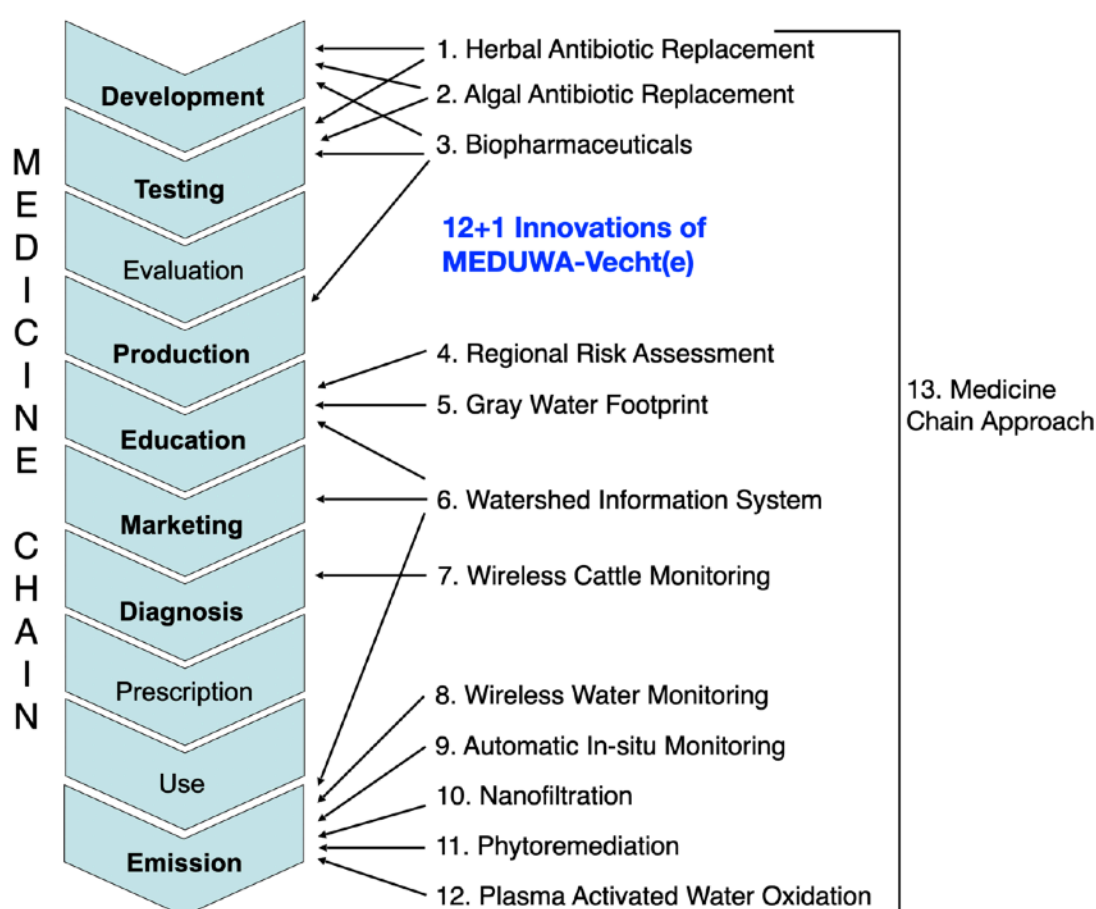 MEDICINE CHAIN
Development
Testing
Evaluation
Production
Education
Marketing
Diagnosis
Prescription
Use
Emission
1. Herbal Antibiotic Replacement
2. Algal Antibiotic Replacement
3. Biopharmaceuticals
12+1 Innovations of
MEDUWA-Vecht(e)
4. Regional Risk Assessment
5. Gray Water Footprint
6. Watershed Information System
7. Wireless Cattle Monitoring
8. Wireless Water Monitoring
9. Automatic In-situ Monitoring
10. Nanofiltration
11. Phytoremediation
12. Plasma Activated Water Oxidation
13. Medicine
Chain Approach